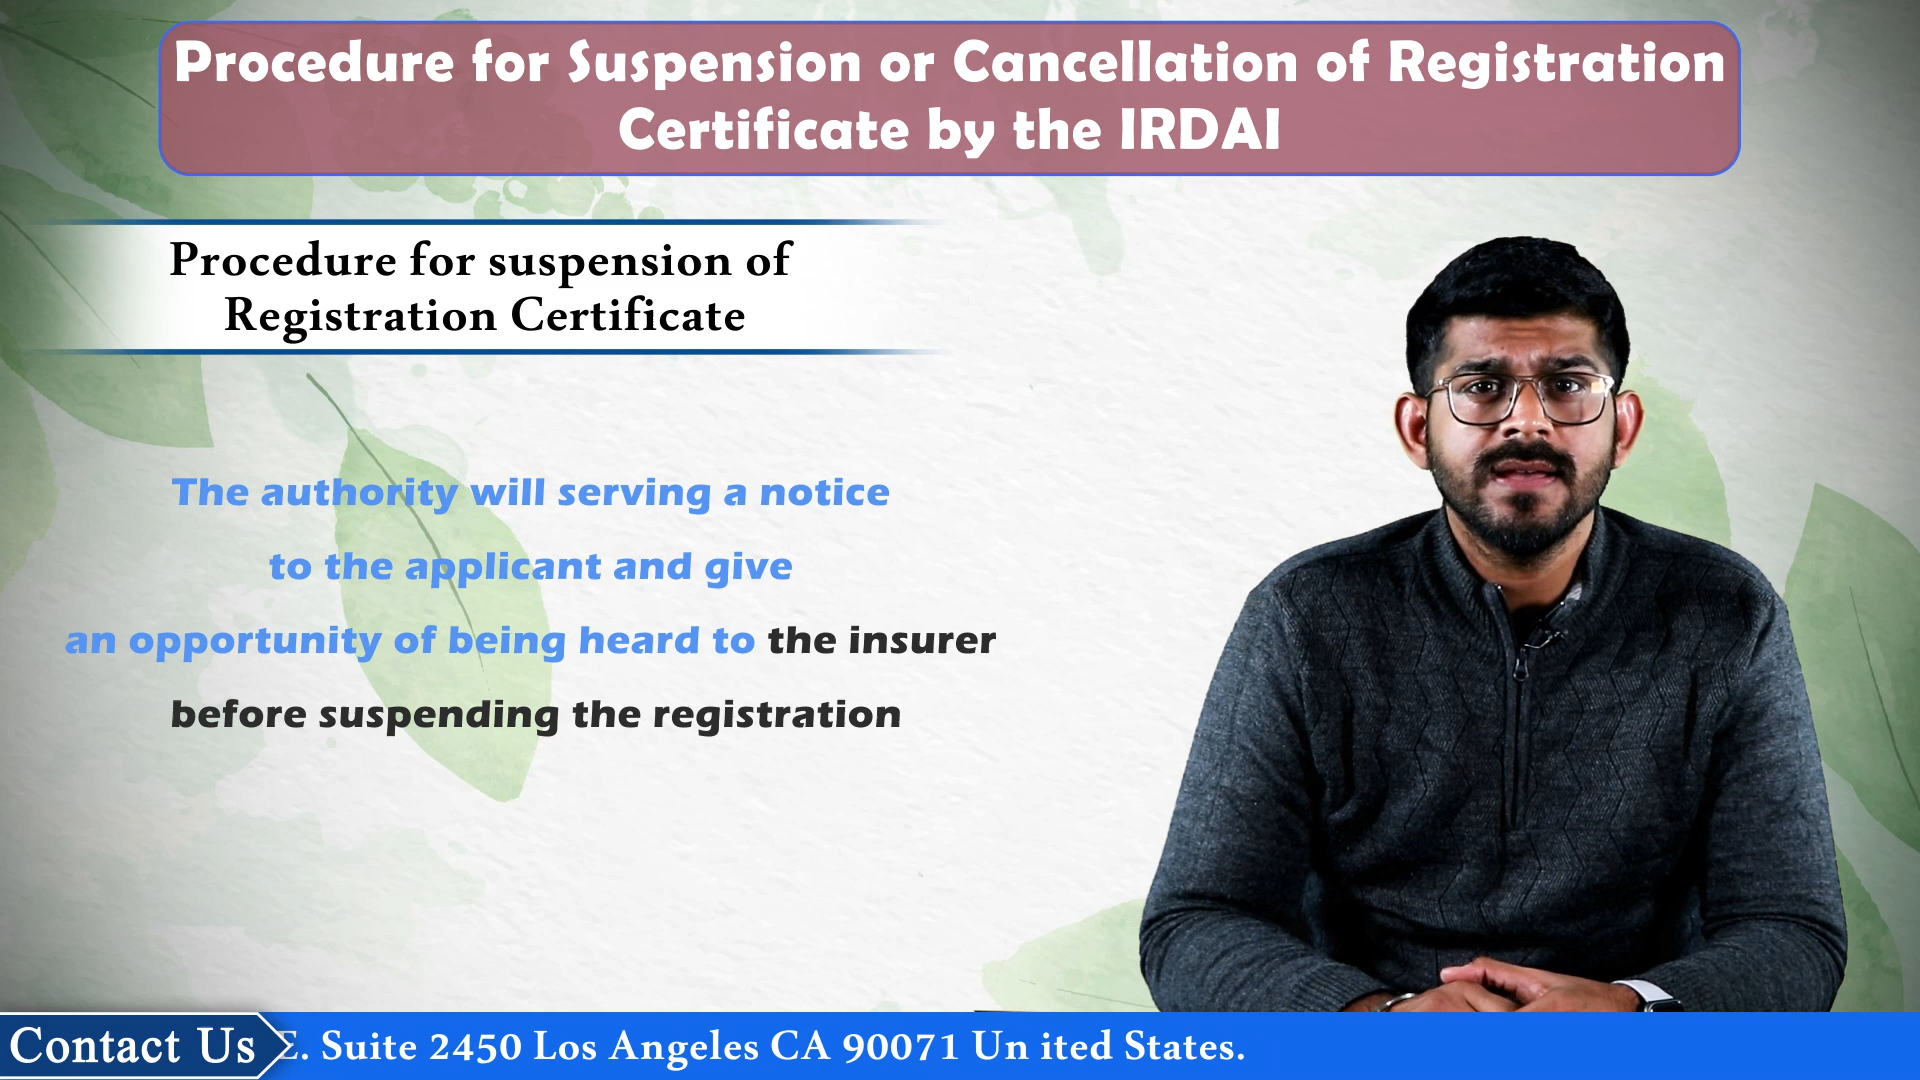 Procedure for Suspension or Cancellation of Registration
Certificate by the IRDAI
Procedure for suspension of
Registration Certificate
The authority will serving a notice
to the applicant and give
an opportunity of being heard to the insurer
before suspending the registration
Contact Us E. Suite 2450 Los Angeles CA 90071 Un ited States.